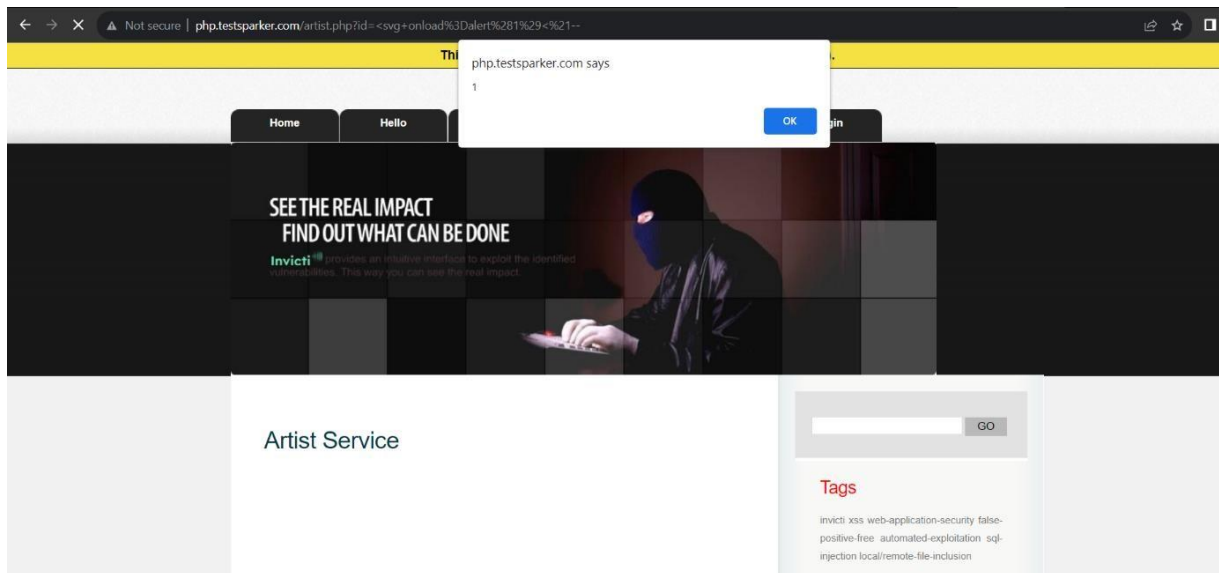 Not secure | php.testsparker.com/artist.php?id=<svg+onload%3Dalert%281%29<%21--
Thi
php.testsparker.com says
1
OK
Home
Hello
gin
SEE THE REAL IMPACT
FIND OUT WHAT CAN BE DONE
Invicti provides an intuitive interface to exploit the identified
vulnerabilities. This way you can see the real impact
Artist Service
GO
Tags
invicti xss web-application-security false-
positive-free automated-exploitation sql-
injection local/remote-file-inclusion